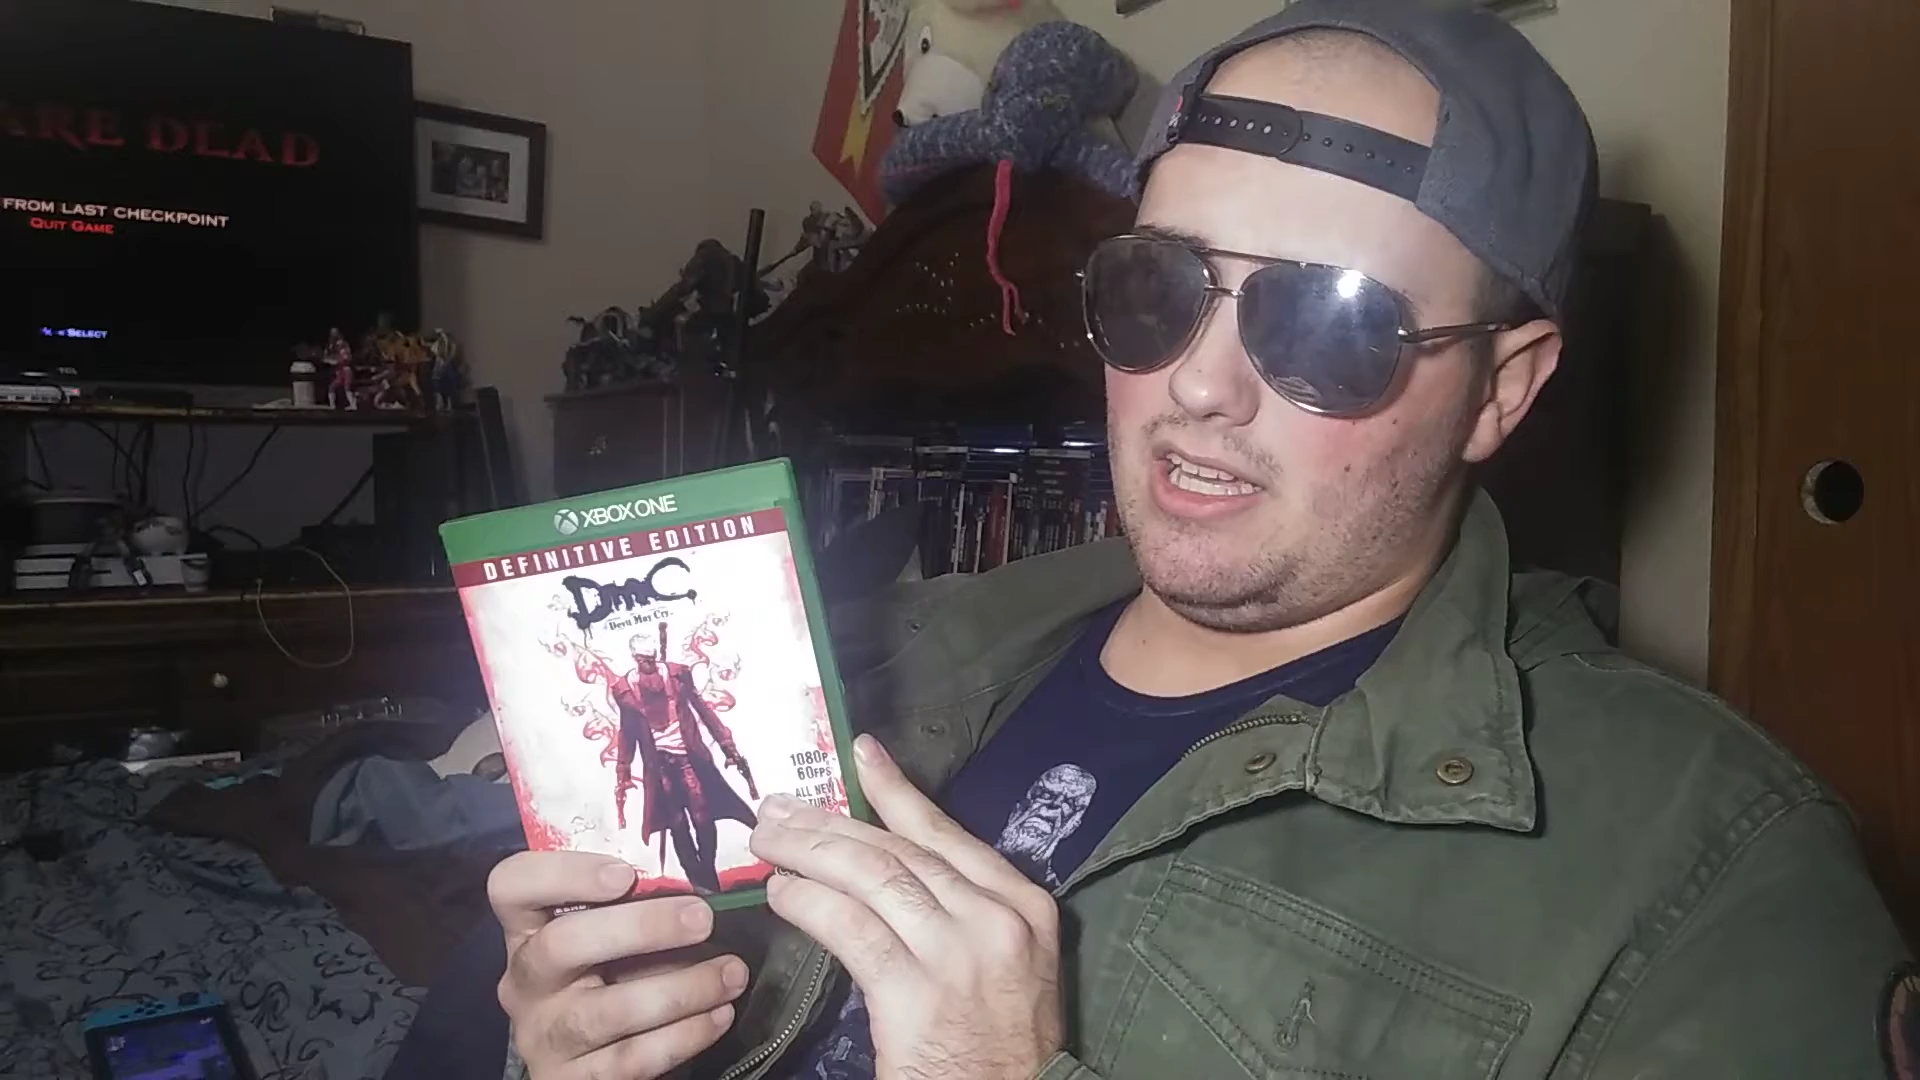 ARE DEAD
FROM LAST CHECKPOINT
QUIT GAME
SELECT
TCL
XBOX ONE
DEFINITIVE EDITION
DmC
Devil May Cry
1080p
60FPS
ALL NEW